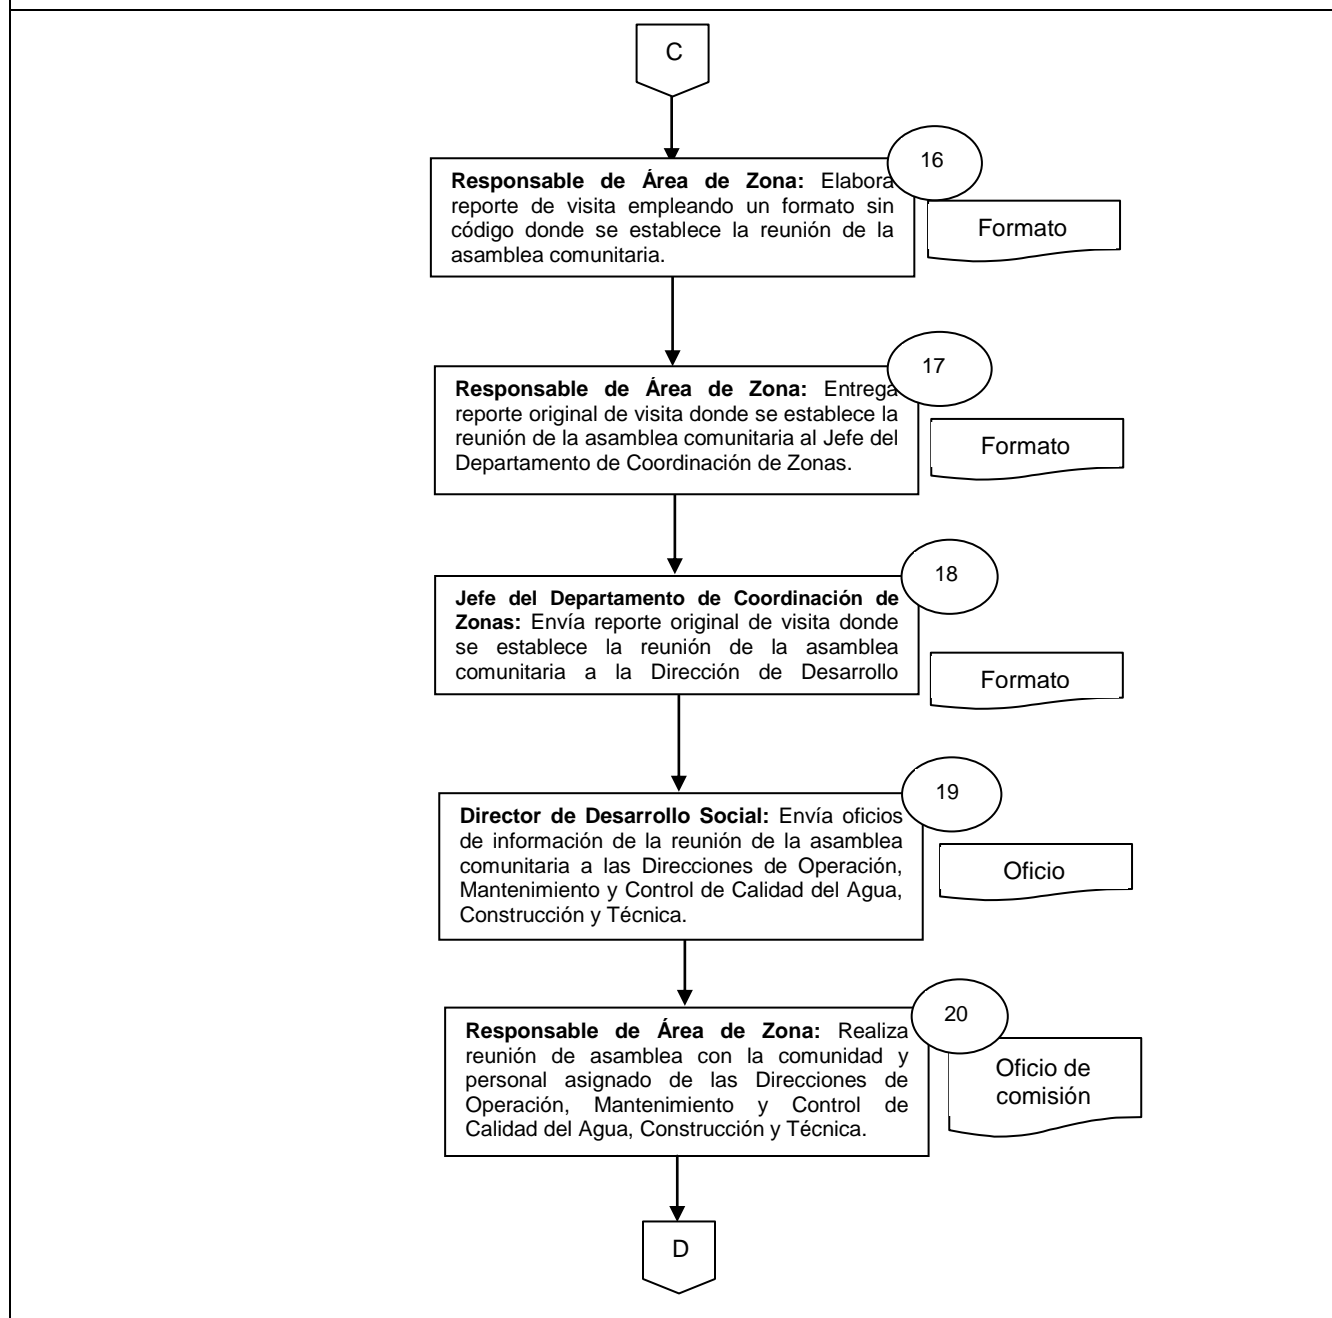 C
16
Responsable de Área de Zona: Elabora
reporte de visita empleando un formato sin
código donde se establece la reunión de la
asamblea comunitaria.
Formato
17
Responsable de Área de Zona: Entrega
reporte original de visita donde se establece la
reunión de la asamblea comunitaria al Jefe del
Departamento de Coordinación de Zonas.
Formato
18
Jefe del Departamento de Coordinación de
Zonas: Envía reporte original de visita donde
se establece la reunión de la asamblea
comunitaria a la Dirección de Desarrollo
Formato
19
Director de Desarrollo Social: Envía oficios
de información de la reunión de la asamblea
comunitaria a las Direcciones de Operación,
Mantenimiento y Control de Calidad del Agua,
Construcción y Técnica.
Oficio
20
Responsable de Área de Zona: Realiza
reunión de asamblea con la comunidad y
personal asignado de las Direcciones de
Operación, Mantenimiento y Control de
Calidad del Agua, Construcción y Técnica.
Oficio de
comisión
D